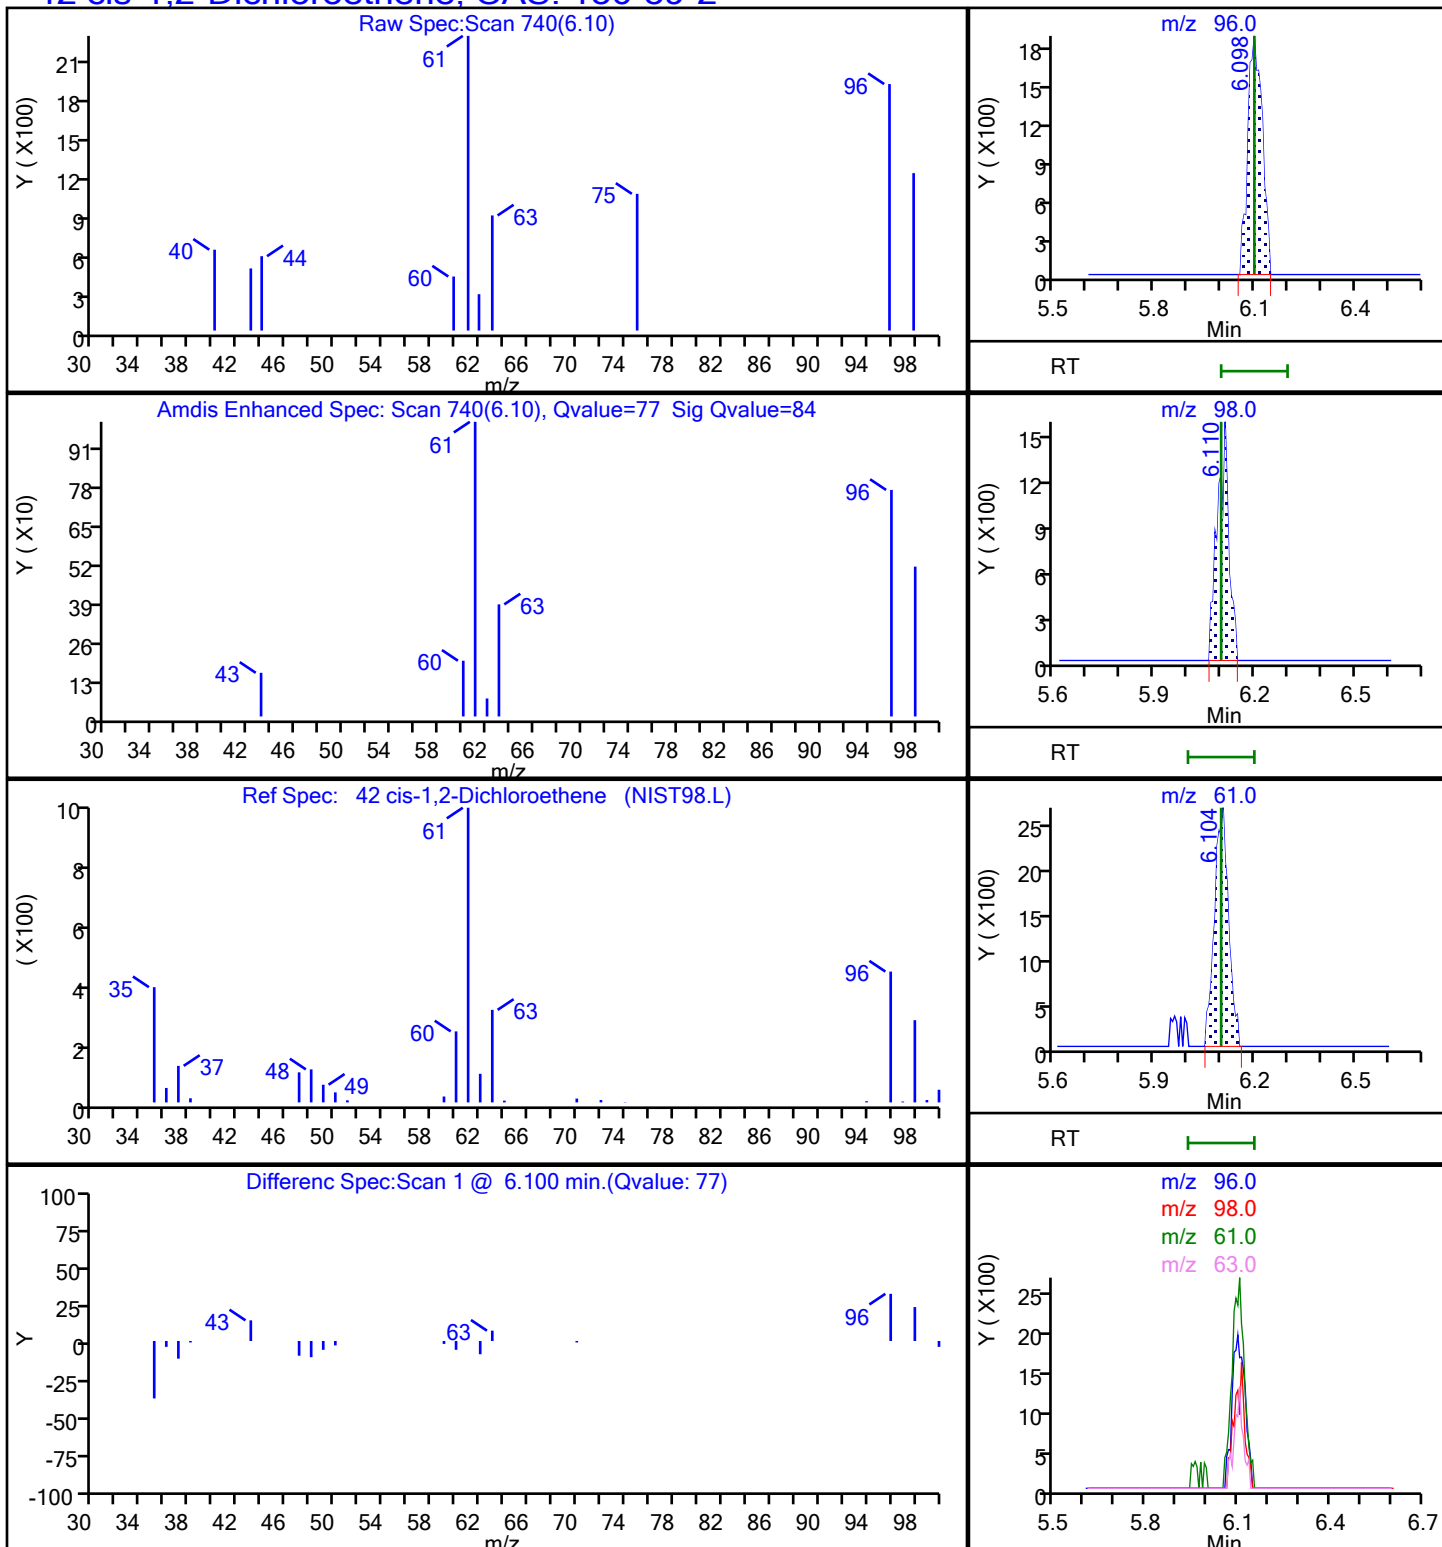 42 cis-1,2-Dichloroethene, CAS: 156-59-2
Raw Spec:Scan 740(6.10)
Y ( X100)
21
18
15
12
9
6
3
0
40
44
60
61
63
75
96
30 34 38 42 46 50 54 58 62 66 70 74 78 82 86 90 94 98
m/z
m/z 96.0
Y ( X100)
18
15
12
9
6
3
0
6.098
5.5 5.8 6.1 6.4
Min
RT
Amdis Enhanced Spec: Scan 740(6.10), Qvalue=77 Sig Qvalue=84
Y ( X10)
91
78
65
52
39
26
13
0
43
60
61
63
96
30 34 38 42 46 50 54 58 62 66 70 74 78 82 86 90 94 98
m/z
m/z 98.0
Y ( X100)
15
12
9
6
3
0
6.110
5.6 5.9 6.2 6.5
Min
RT
Ref Spec: 42 cis-1,2-Dichloroethene (NIST98.L)
( X100)
10
8
6
4
2
0
35
37
48
49
60
61
63
96
30 34 38 42 46 50 54 58 62 66 70 74 78 82 86 90 94 98
m/z 61.0
Y ( X100)
25
20
15
10
5
0
6.104
5.6 5.9 6.2 6.5
Min
RT
Differenc Spec:Scan 1 @ 6.100 min.(Qvalue: 77)
Y
100
75
50
25
0
-25
-50
-75
-100
43
63
96
30 34 38 42 46 50 54 58 62 66 70 74 78 82 86 90 94 98
m/z
m/z 96.0
m/z 98.0
m/z 61.0
m/z 63.0
Y ( X100)
25
20
15
10
5
0
5.5 5.8 6.1 6.4 6.7
Min